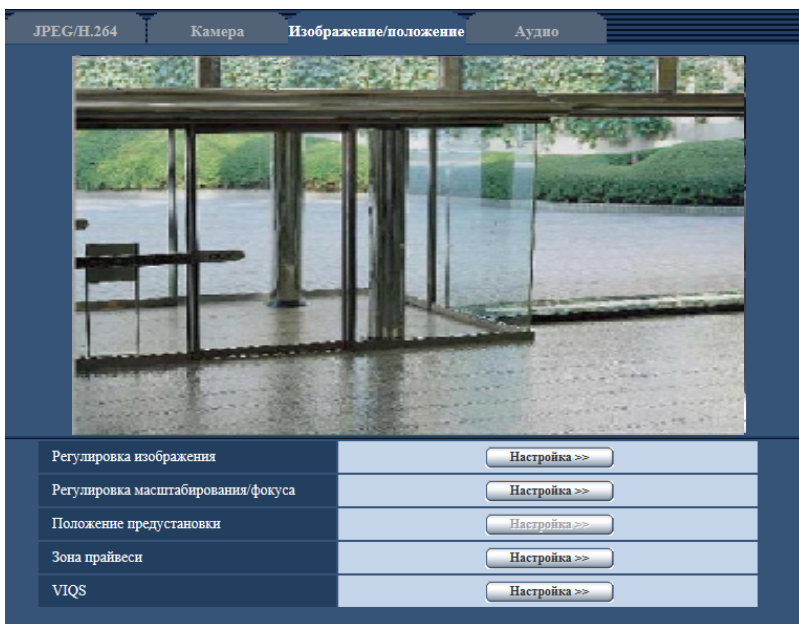 JPEG/H.264 Камера Изображение/положение Аудио
Регулировка изображения Настройка >>
Регулировка масштабирования/фокуса Настройка >>
Положение предустановки Настройка >>
Зона прайвеси Настройка >>
VIQS Настройка >>